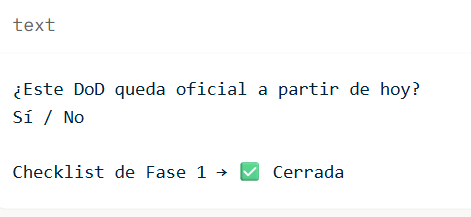 text
¿Este DoD queda oficial a partir de hoy?
Sí / No
Checklist de Fase 1 → ✅ Cerrada